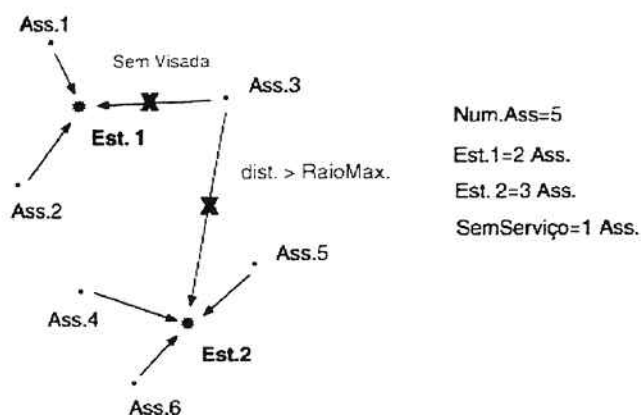 Ass.1
Sem Visada
Ass.3
Est. 1
Ass.2
dist. > RaioMax.
Ass.5
Ass.4
Est.2
Ass.6
Num.Ass=5
Est.1=2 Ass.
Est. 2=3 Ass.
SemServiço=1 Ass.